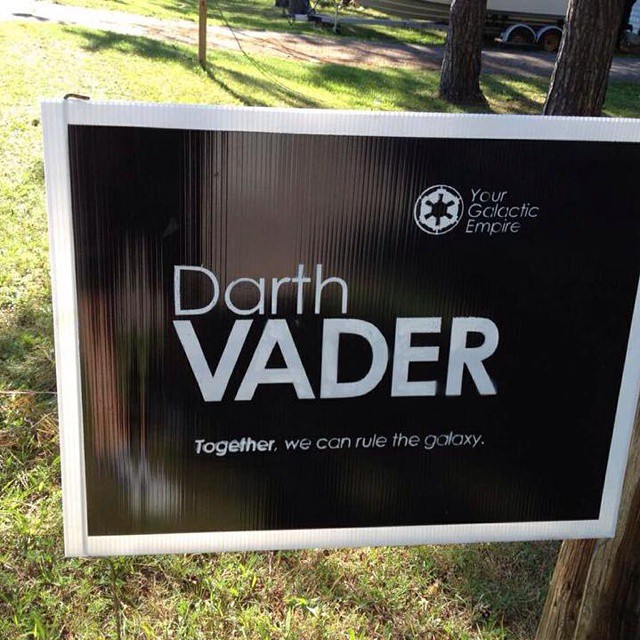 Your
Galactic
Empire
Darth
VADER
Together, we can rule the galaxy.